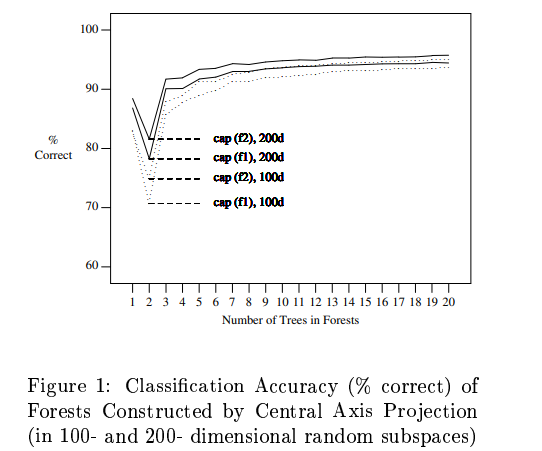 100
90
% 
Correct
80
70
60
cap (f2), 200d
cap (f1), 200d
cap (f2), 100d
cap (f1), 100d
1 2 3 4 5 6 7 8 9 10 11 12 13 14 15 16 17 18 19 20
Number of Trees in Forests
Figure 1: Classification Accuracy (% correct) of
Forests Constructed by Central Axis Projection
(in 100- and 200- dimensional random subspaces)